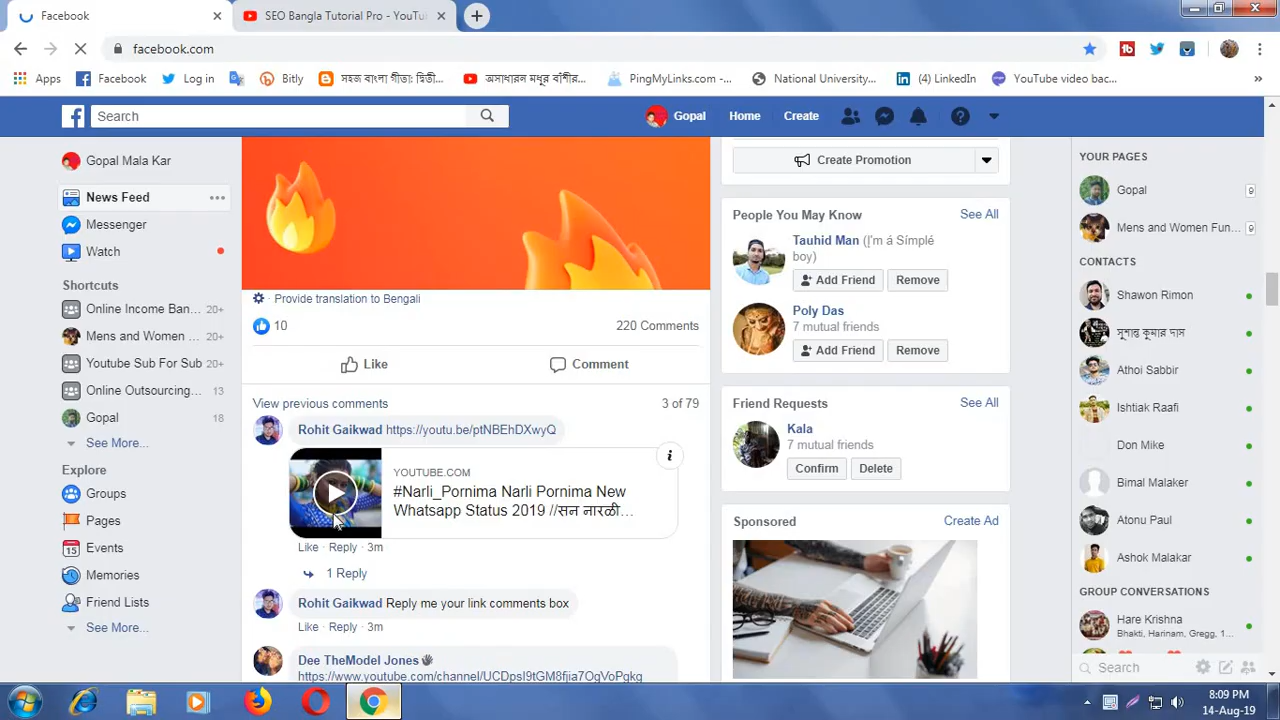 Facebook
SEO Bangla Tutorial Pro - YouTu
facebook.com
Apps
Facebook
Log in
Bitly
সহজ বাংলা গীতা: দ্বিতী...
অসাধারন মধুর বাঁশীর...
PingMyLinks.com -...
National University...
(4) LinkedIn
YouTube video bac...
»
Search
Gopal
Home
Create
Gopal Mala Kar
News Feed
Messenger
Watch
Shortcuts
Online Income Ban... 20+
Mens and Women ... 20+
Youtube Sub For Sub 20+
Online Outsourcing... 13
Gopal 18
See More...
Explore
Groups
Pages
15 Events
Memories
Friend Lists
See More...
Provide translation to Bengali
10
220 Comments
Like
Comment
View previous comments
3 of 79
Rohit Gaikwad https://youtu.be/ptNBEhDXwyQ
YOUTUBE.COM
#Narli_Pornima Narli Pornima New
Whatsapp Status 2019 //सन नारळी...
Like · Reply · 3m
1 Reply
Rohit Gaikwad Reply me your link comments box
Like · Reply · 3m
Dee TheModel Jones
https://www.youtube.com/channel/UCDpsI9tGM8fjia7OgVoPgkg
Create Promotion
People You May Know
See All
Tauhid Man (Į'm á Símplé
boy)
Add Friend
Remove
Poly Das
7 mutual friends
Add Friend
Remove
Friend Requests
See All
Kala
7 mutual friends
Confirm
Delete
Sponsored
Create Ad
YOUR PAGES
Gopal 9
Mens and Women Fun... 9
CONTACTS
Shawon Rimon
সুশান্ত কুমার দাস
Athoi Sabbir
Ishtiak Raafi
Don Mike
Bimal Malaker
Atonu Paul
Ashok Malakar
GROUP CONVERSATIONS
Hare Krishna
Bhakti, Harinam, Gregg, 1...
Search
8:09 PM
14-Aug-19